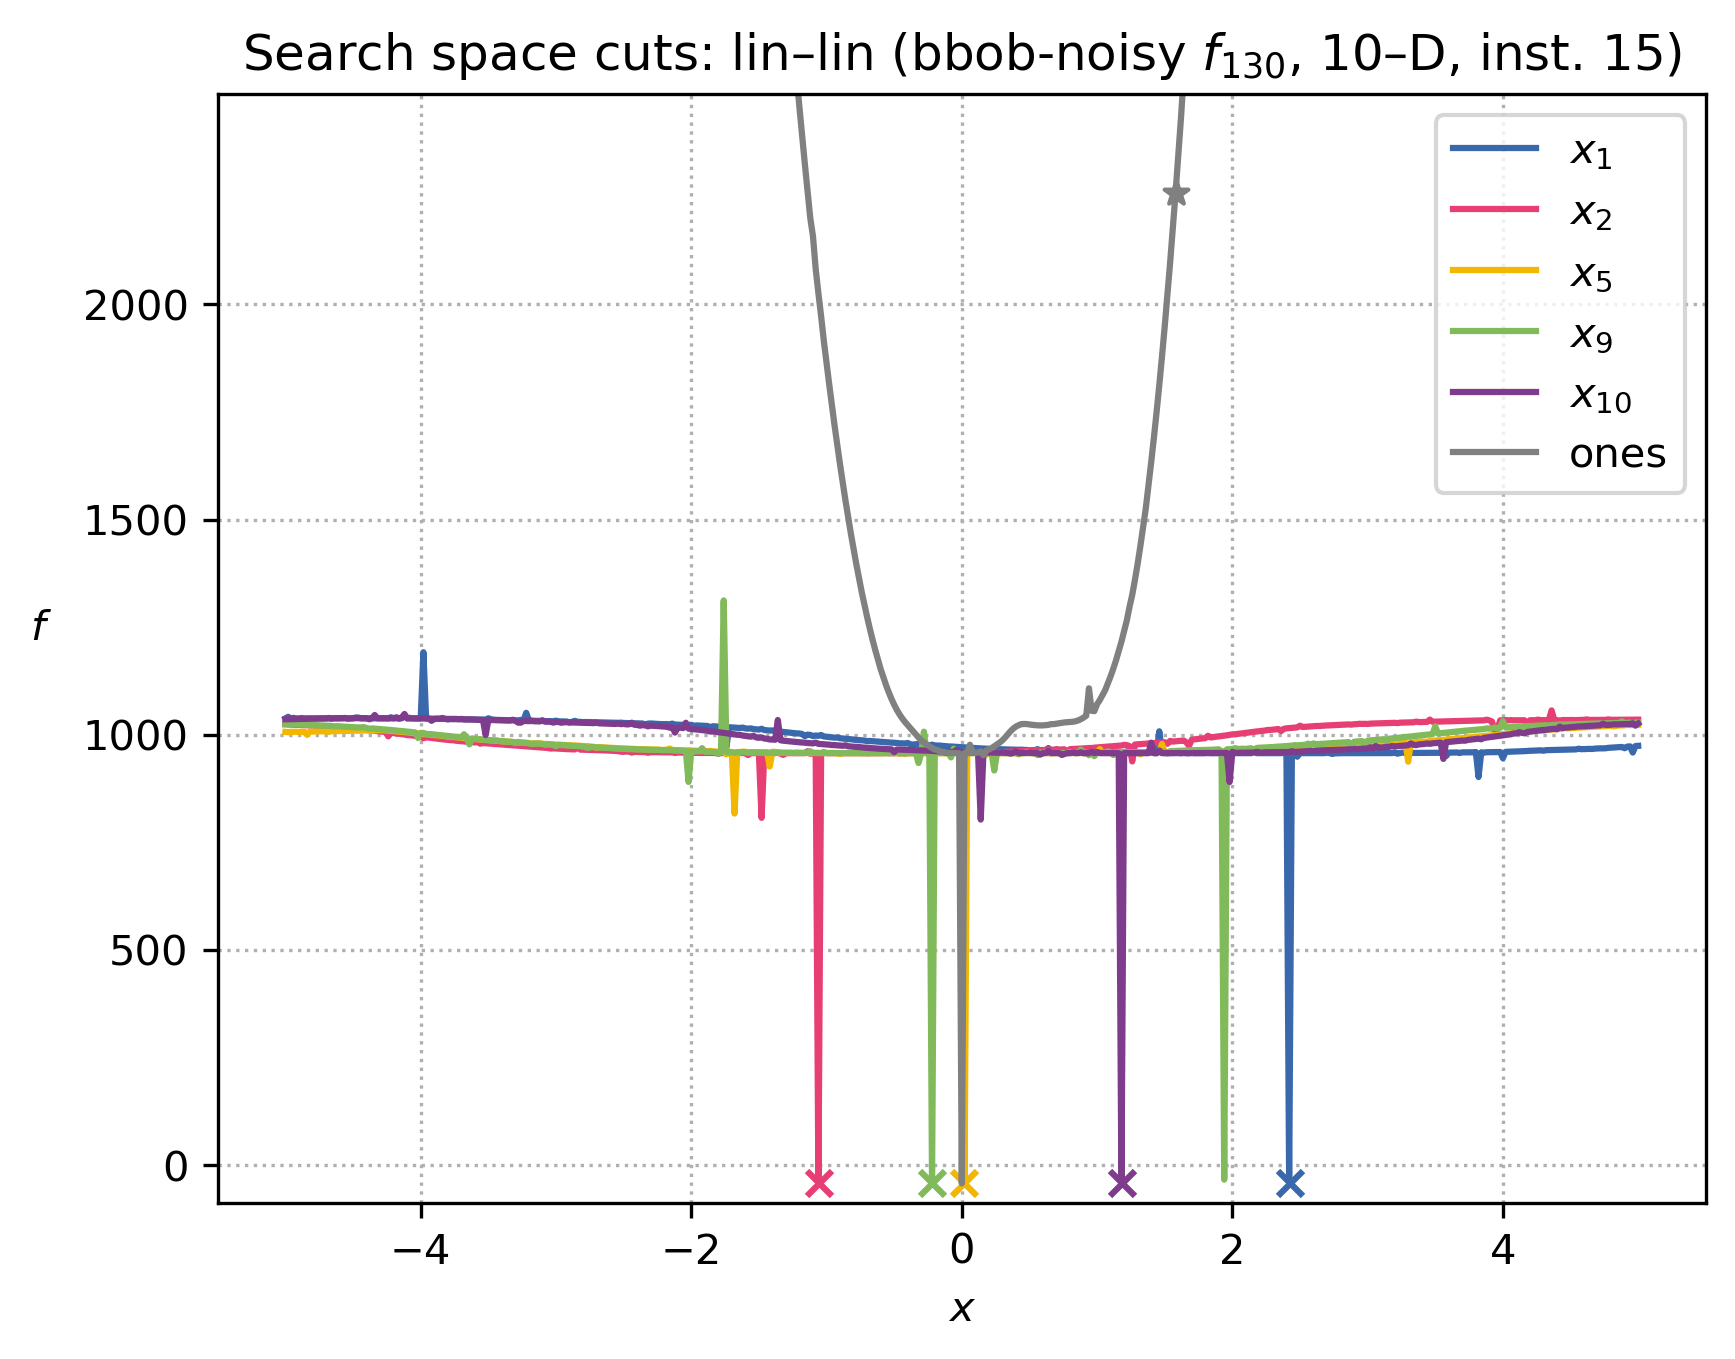 Search space cuts: lin–lin (bbob-noisy f₁₃₀, 10–D, inst. 15)
x₁
x₂
x₅
x₉
x₁₀
ones
2000
1500
1000
500
0
f
−4 −2 0 2 4
x